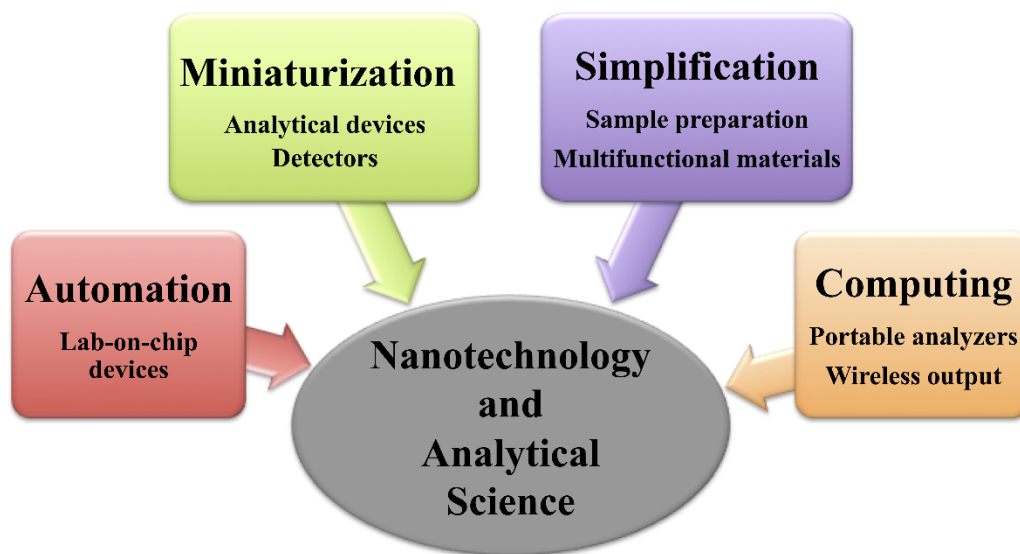 Miniaturization
Analytical devices
Detectors
Simplification
Sample preparation
Multifunctional materials
Automation
Lab-on-chip
devices
Computing
Portable analyzers
Wireless output
Nanotechnology
and
Analytical
Science